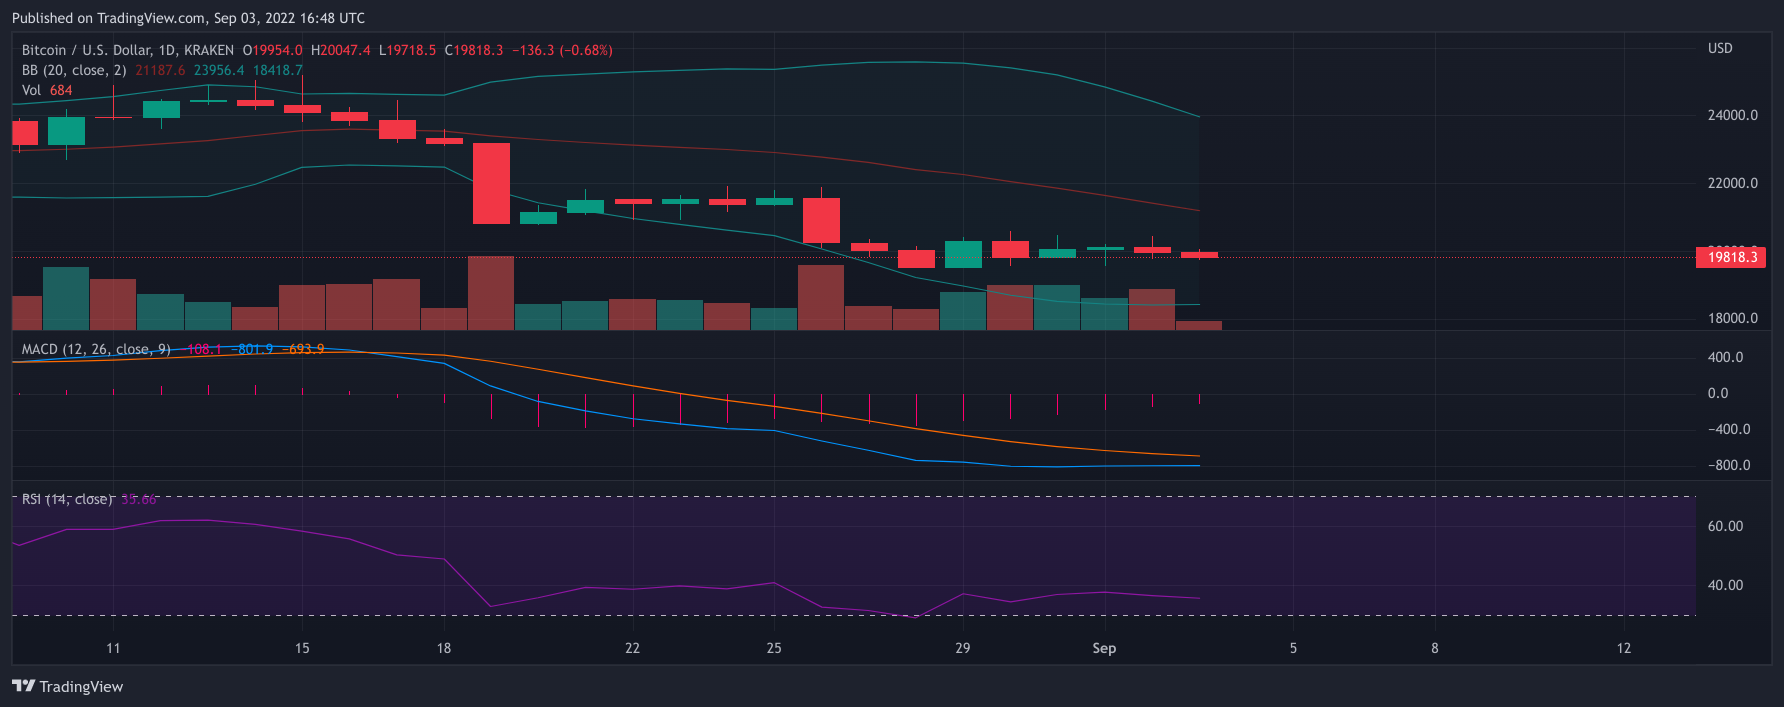 Published on TradingView.com, Sep 03, 2022 16:48 UTC
Bitcoin / U.S. Dollar, 1D, KRAKEN O19954.0 H20047.4 L19718.5 C19818.3 −136.3 (−0.68%)
USD
BB (20, close, 2) 21187.6 23956.4 18418.7
Vol 684
24000.0
22000.0
19818.3
18000.0
MACD (12, 26, close, 9) −108.1 −801.9 −693.9
400.0
0.0
−400.0
−800.0
RSI (14, close) 35.66
60.00
40.00
11 15 18 22 25 29 Sep 5 8 12
TradingView